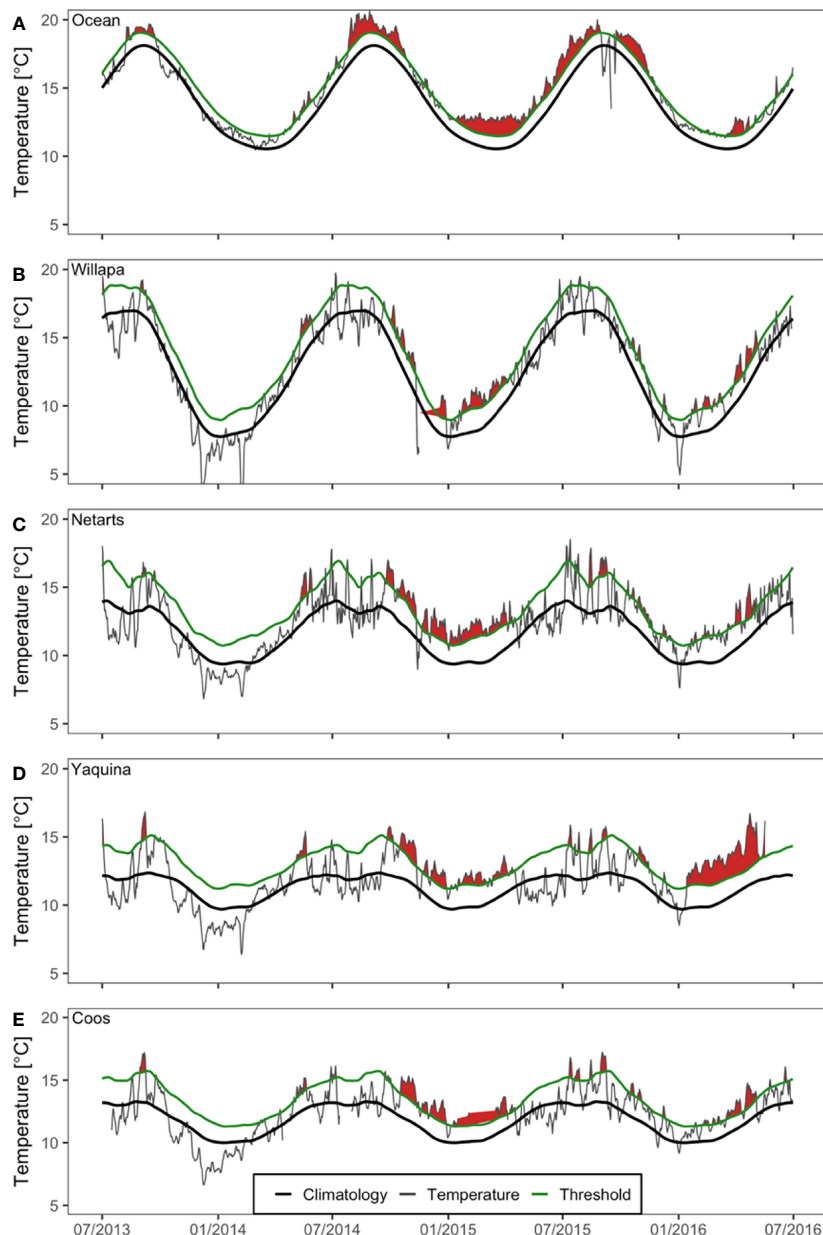 A
Ocean
Temperature [°C]
20
15
10
5
B
Willapa
Temperature [°C]
20
15
10
5
C
Netarts
Temperature [°C]
20
15
10
5
D
Yaquina
Temperature [°C]
20
15
10
5
E
Coos
Temperature [°C]
20
15
10
5
Climatology Temperature Threshold
07/2013 01/2014 07/2014 01/2015 07/2015 01/2016 07/2016